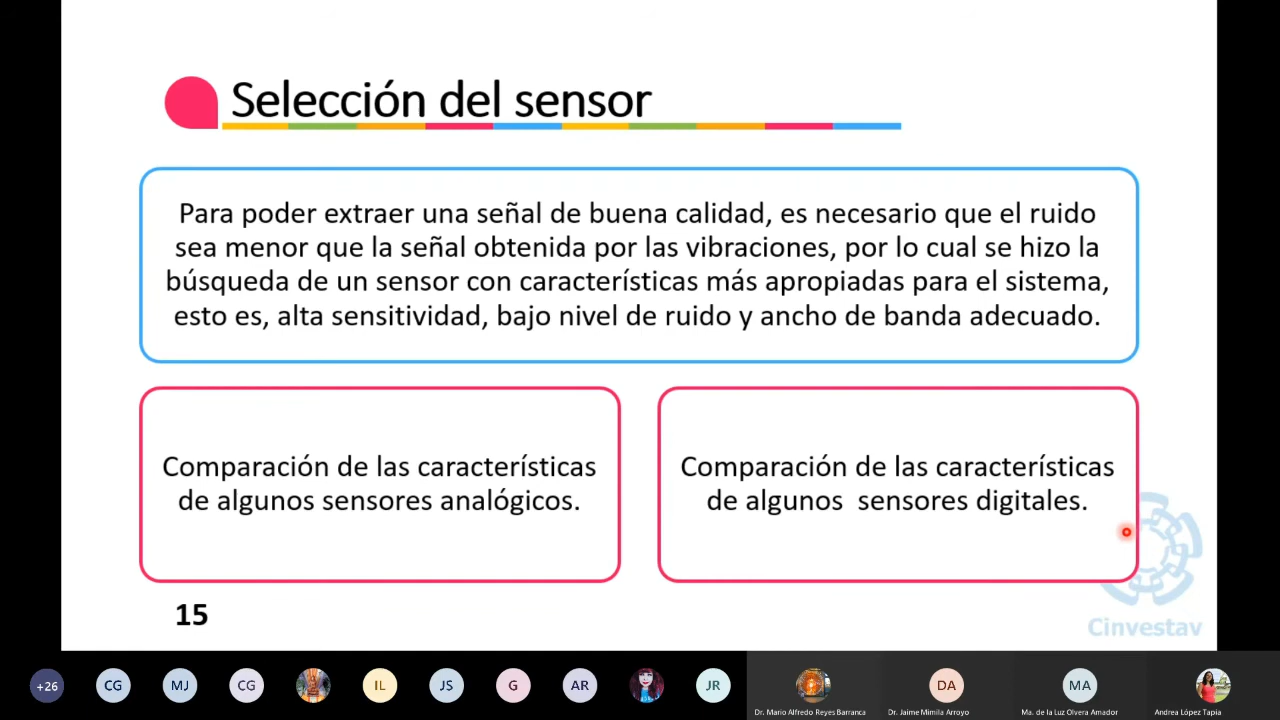 Selección del sensor
Para poder extraer una señal de buena calidad, es necesario que el ruido
sea menor que la señal obtenida por las vibraciones, por lo cual se hizo la
búsqueda de un sensor con características más apropiadas para el sistema,
esto es, alta sensitividad, bajo nivel de ruido y ancho de banda adecuado.
Comparación de las características
de algunos sensores analógicos.
Comparación de las características
de algunos  sensores digitales.
15
Cinvestav
+26
CG
MJ
CG
IL
JS
G
AR
JR
DA
MA
Dr. Mario Alfredo Reyes Barranca
Dr. Jaime Mimila Arroyo
Ma. de la Luz Olvera Amador
Andrea López Tapia